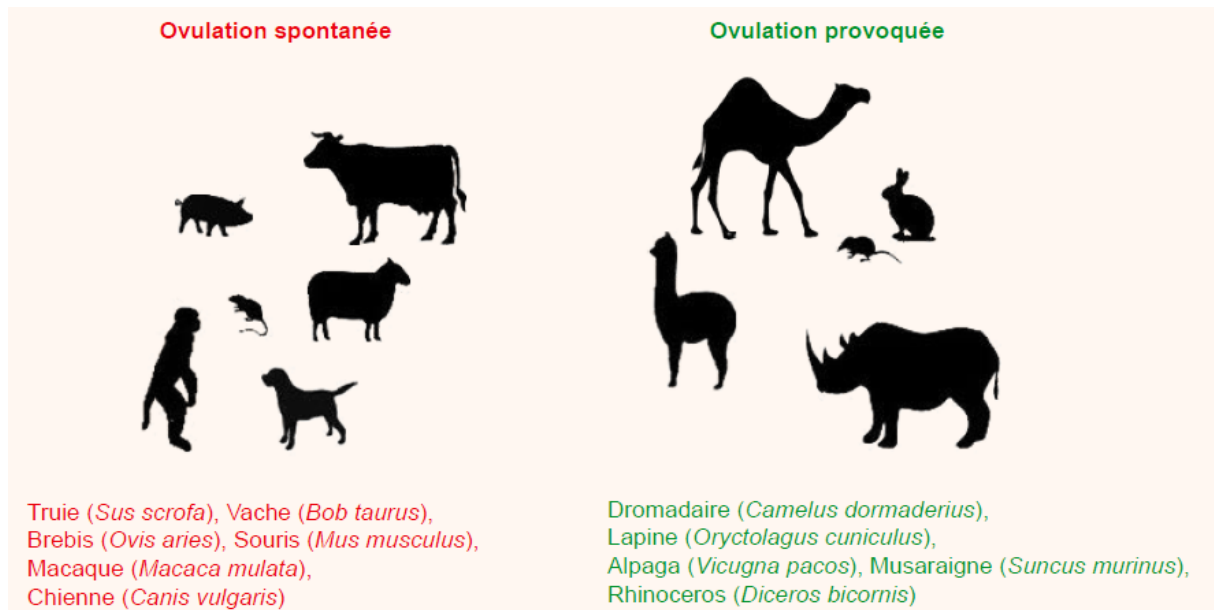 Ovulation spontanée
Ovulation provoquée
Truie (Sus scrofa), Vache (Bob taurus),
Brebis (Ovis aries), Souris (Mus musculus),
Macaque (Macaca mulata),
Chienne (Canis vulgaris)
Dromadaire (Camelus dormaderius),
Lapine (Oryctolagus cuniculus),
Alpaga (Vicugna pacos), Musaraigne (Suncus murinus),
Rhinoceros (Diceros bicornis)